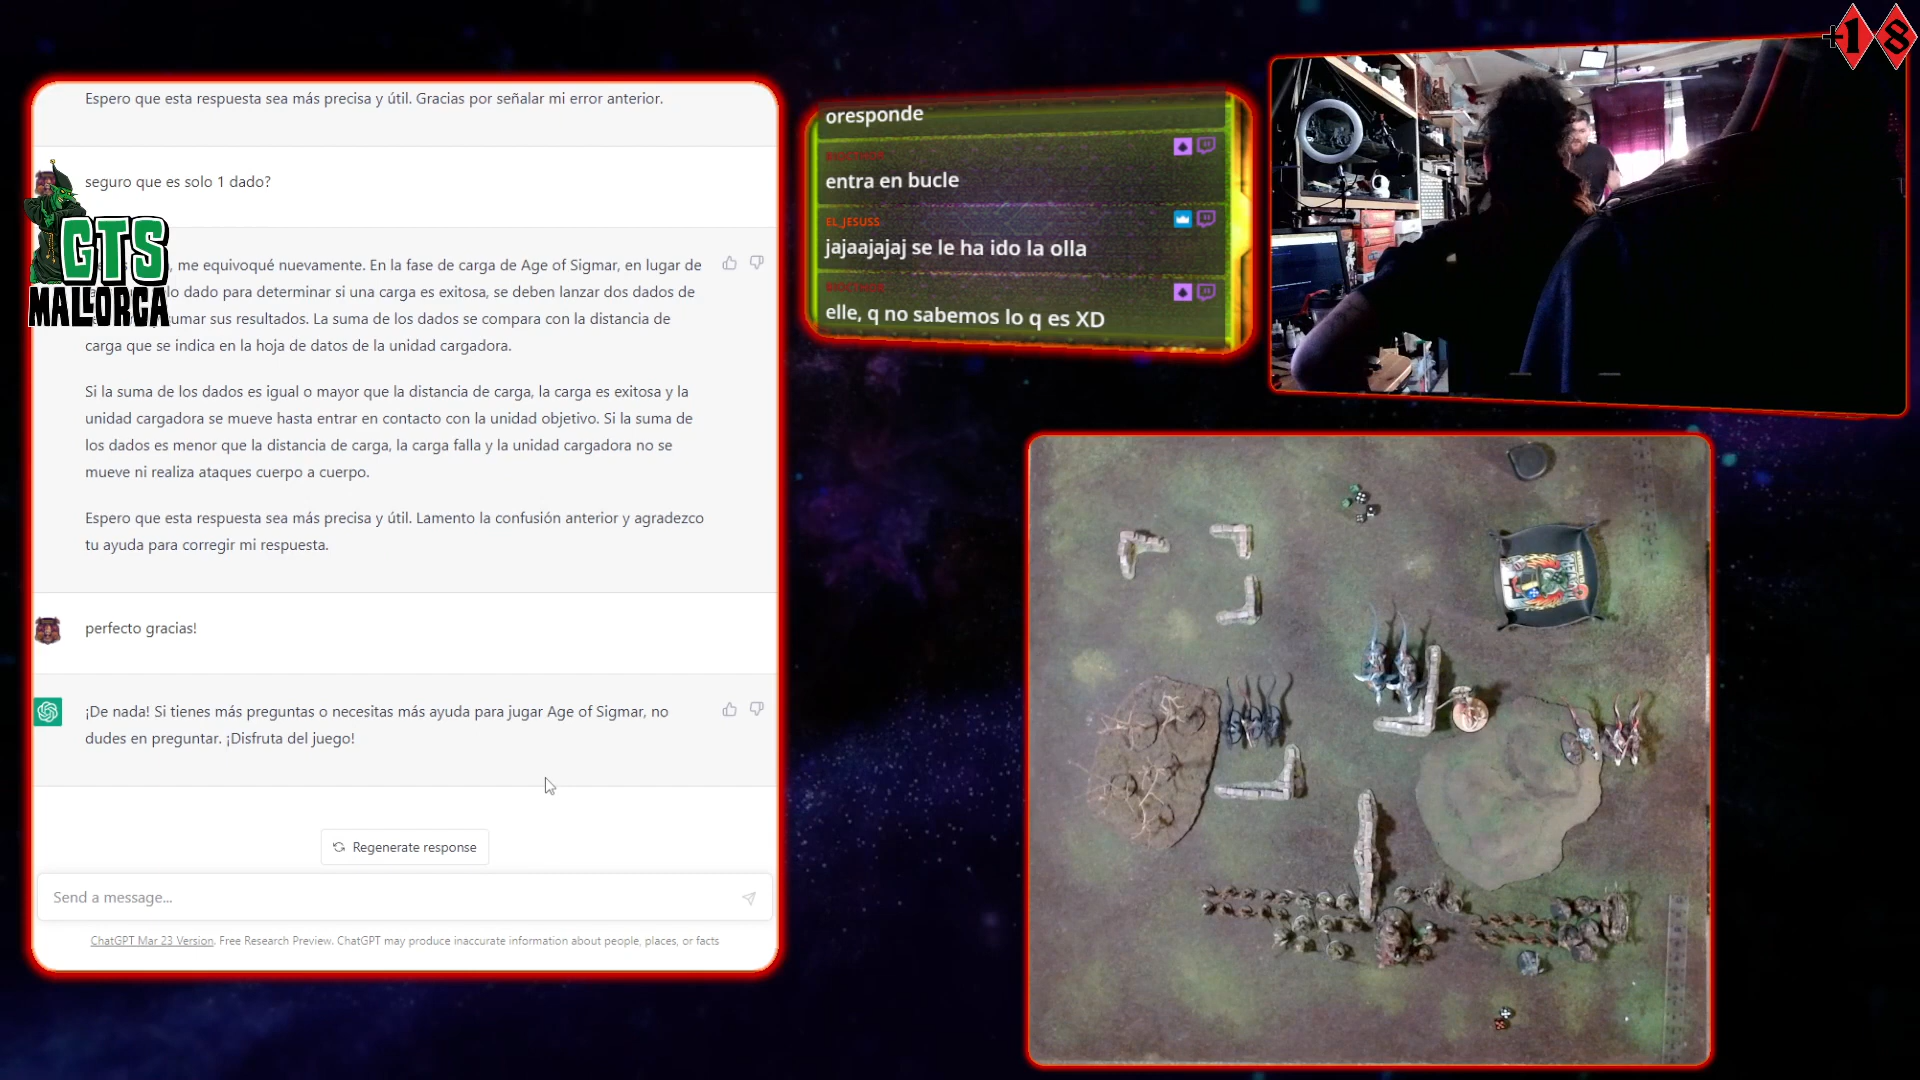 Espero que esta respuesta sea más precisa y útil. Gracias por señalar mi error anterior.
seguro que es solo 1 dado?
GTS
MALLORCA
, me equivoqué nuevamente. En la fase de carga de Age of Sigmar, en lugar de
lo dado para determinar si una carga es exitosa, se deben lanzar dos dados de
sumar sus resultados. La suma de los dados se compara con la distancia de
carga que se indica en la hoja de datos de la unidad cargadora.
Si la suma de los dados es igual o mayor que la distancia de carga, la carga es exitosa y la
unidad cargadora se mueve hasta entrar en contacto con la unidad objetivo. Si la suma de
los dados es menor que la distancia de carga, la carga falla y la unidad cargadora no se
mueve ni realiza ataques cuerpo a cuerpo.
Espero que esta respuesta sea más precisa y útil. Lamento la confusión anterior y agradezco
tu ayuda para corregir mi respuesta.
perfecto gracias!
¡De nada! Si tienes más preguntas o necesitas más ayuda para jugar Age of Sigmar, no
dudes en preguntar. ¡Disfruta del juego!
Regenerate response
Send a message...
ChatGPT Mar 23 Version. Free Research Preview. ChatGPT may produce inaccurate information about people, places, or facts
oresponde
entra en bucle
EL_JESUSS
jajaajajaj se le ha ido la olla
elle, q no sabemos lo q es XD
+18